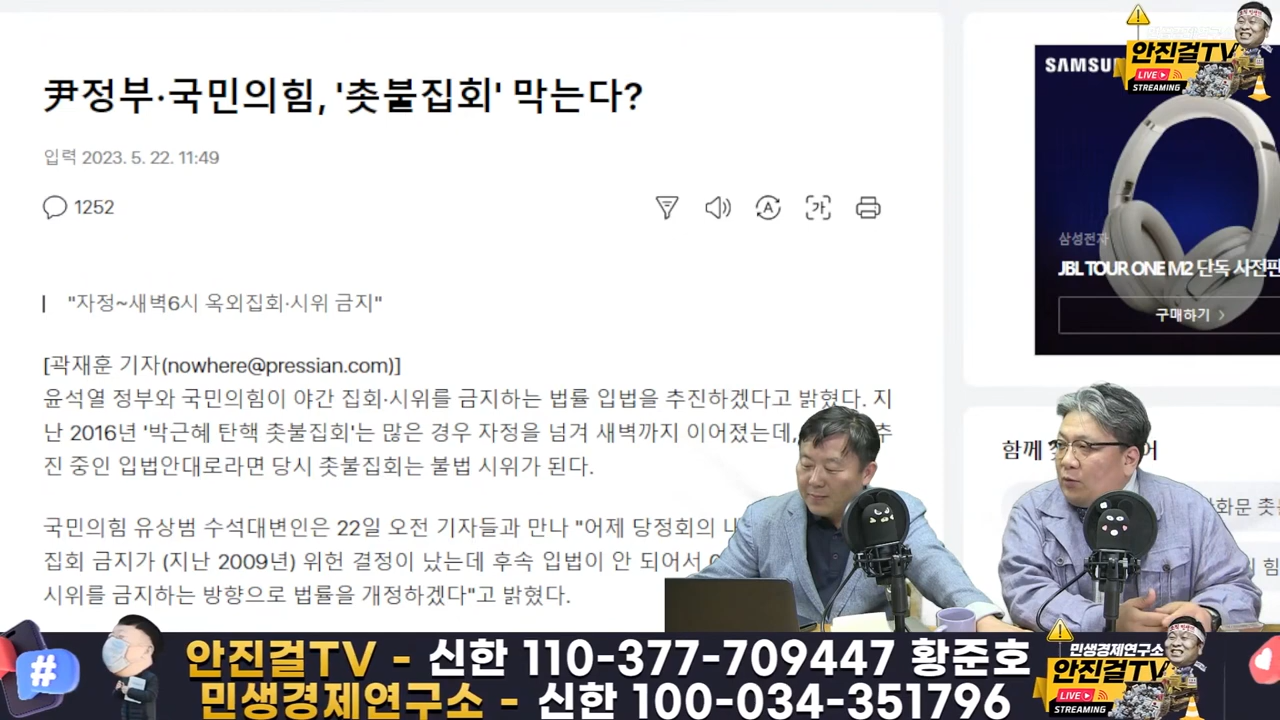 尹정부·국민의힘, '촛불집회' 막는다?
입력 2023. 5. 22. 11:49
1252
가
"자정~새벽6시 옥외집회·시위 금지"
[곽재훈 기자(nowhere@pressian.com)]
윤석열 정부와 국민의힘이 야간 집회·시위를 금지하는 법률 입법을 추진하겠다고 밝혔다. 지
난 2016년 '박근혜 탄핵 촛불집회'는 많은 경우 자정을 넘겨 새벽까지 이어졌는데, 추
진 중인 입법안대로라면 당시 촛불집회는 불법 시위가 된다.
국민의힘 유상범 수석대변인은 22일 오전 기자들과 만나 "어제 당정회의
집회 금지가 (지난 2009년) 위헌 결정이 났는데 후속 입법이 안 되어서
시위를 금지하는 방향으로 법률을 개정하겠다"고 밝혔다.
안진걸TV
LIVE
STREAMING
삼성전자
JBL TOUR ONE M2 단독 사전판
구매하기 >
함께
안진걸TV - 신한 110-377-709447 황준호
민생경제연구소 - 신한 100-034-351796
#
민생경제연구소
안진걸TV
LIVE
STREAMING